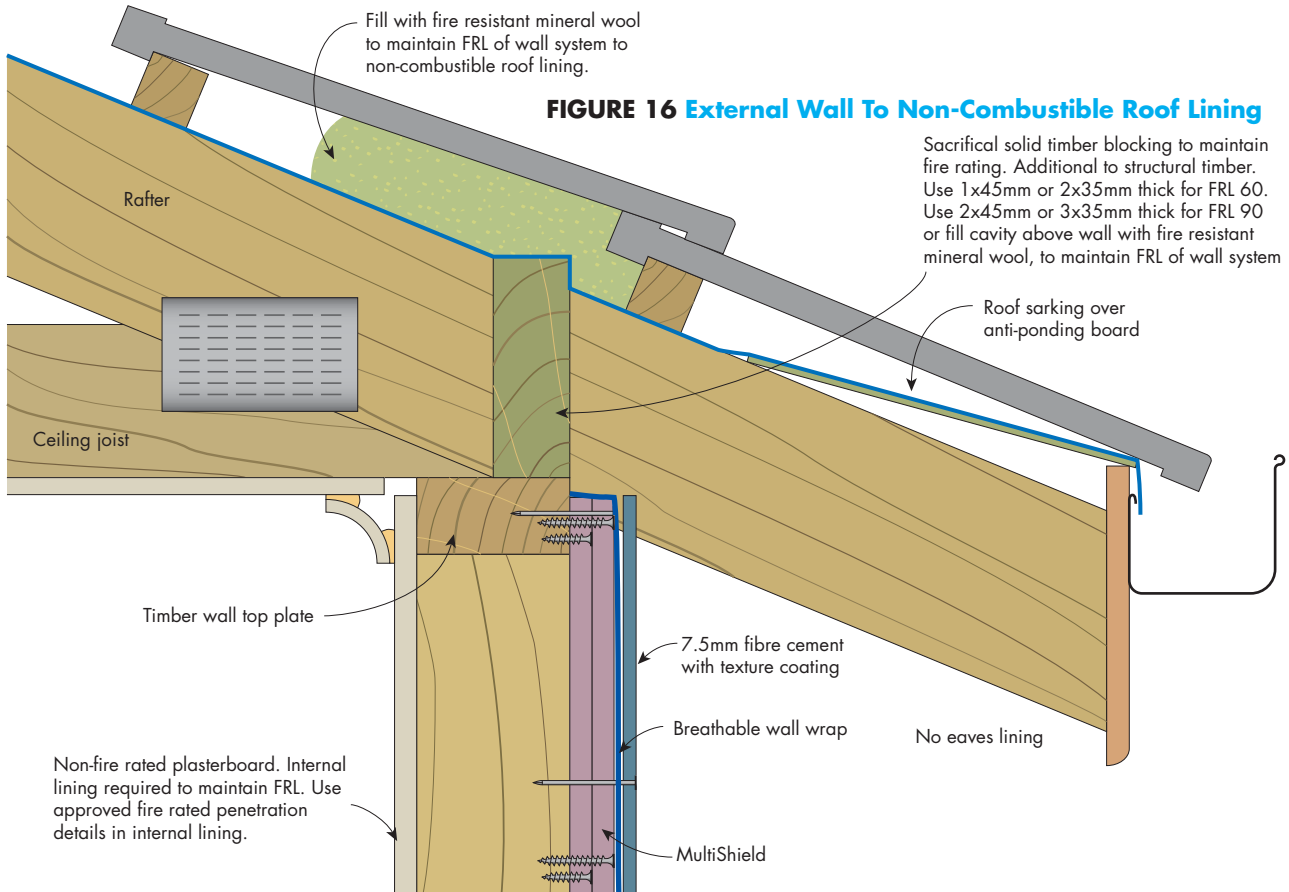 Fill with fire resistant mineral wool
to maintain FRL of wall system to
non-combustible roof lining.
FIGURE 16 External Wall To Non-Combustible Roof Lining
Sacrifical solid timber blocking to maintain
fire rating. Additional to structural timber.
Use 1x45mm or 2x35mm thick for FRL 60.
Use 2x45mm or 3x35mm thick for FRL 90
or fill cavity above wall with fire resistant
mineral wool, to maintain FRL of wall system
Rafter
Roof sarking over
anti-ponding board
Ceiling joist
Timber wall top plate
7.5mm fibre cement
with texture coating
Breathable wall wrap
No eaves lining
Non-fire rated plasterboard. Internal
lining required to maintain FRL. Use
approved fire rated penetration
details in internal lining.
MultiShield